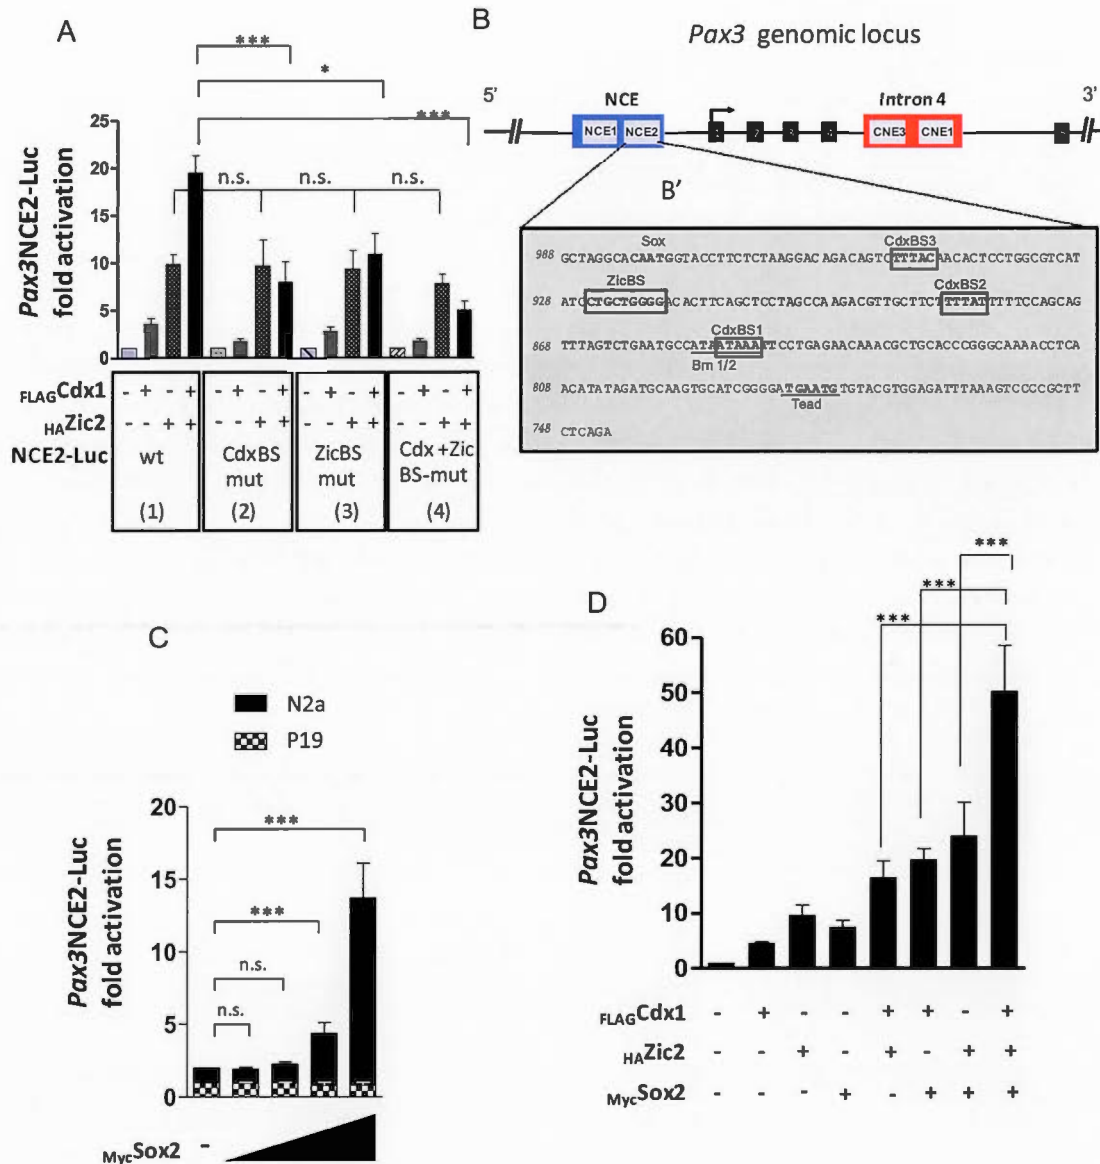 A
***
*
***
n.s.
n.s.
n.s.
Pax3NCE2-Luc
fold activation
25
20
15
10
5
0
FLAGCdx1 - + - + - + - + - + - + - + - +
HAZic2 - - + + - - + + - - + + - - + +
NCE2-Luc
wt
(1)
CdxBS
mut
(2)
ZicBS
mut
(3)
Cdx +Zic
BS-mut
(4)
B
Pax3 genomic locus
5'
3'
NCE
NCE1
NCE2
Intron 4
CNE3
CNE1
B'
Sox
CdxBS3
988 GCTAGGCACAATGGTACCTTCTCTAAGGACAGACAGTCTTTACAACACTCCTGGCGTCAT
ZicBS
CdxBS2
928 ATCCTGCTGGGGACACTTCAGCTCCTAGCCAAGACGTTGCTTCTTTTATTTTTCCAGCAG
CdxBS1
868 TTTAGTCTGAATGCCATAATAAATTCCTGAGAACAAACGCTGCACCCGGGCAAAACCTCA
Brn 1/2
808 ACATATAGATGCAAGTGCATCGGGGATGAATGTGTACGTGGAGATTTAAAGTCCCCGCTT
Tead
748 CTCAGA
C
N2a
P19
Pax3NCE2-Luc
fold activation
20
15
10
5
0
***
***
n.s.
n.s.
MycSox2 -
D
***
***
***
Pax3NCE2-Luc
fold activation
60
50
40
30
20
10
0
FLAGCdx1 - + - - + + - +
HAZic2 - - + - + - + +
MycSox2 - - - + - + + +